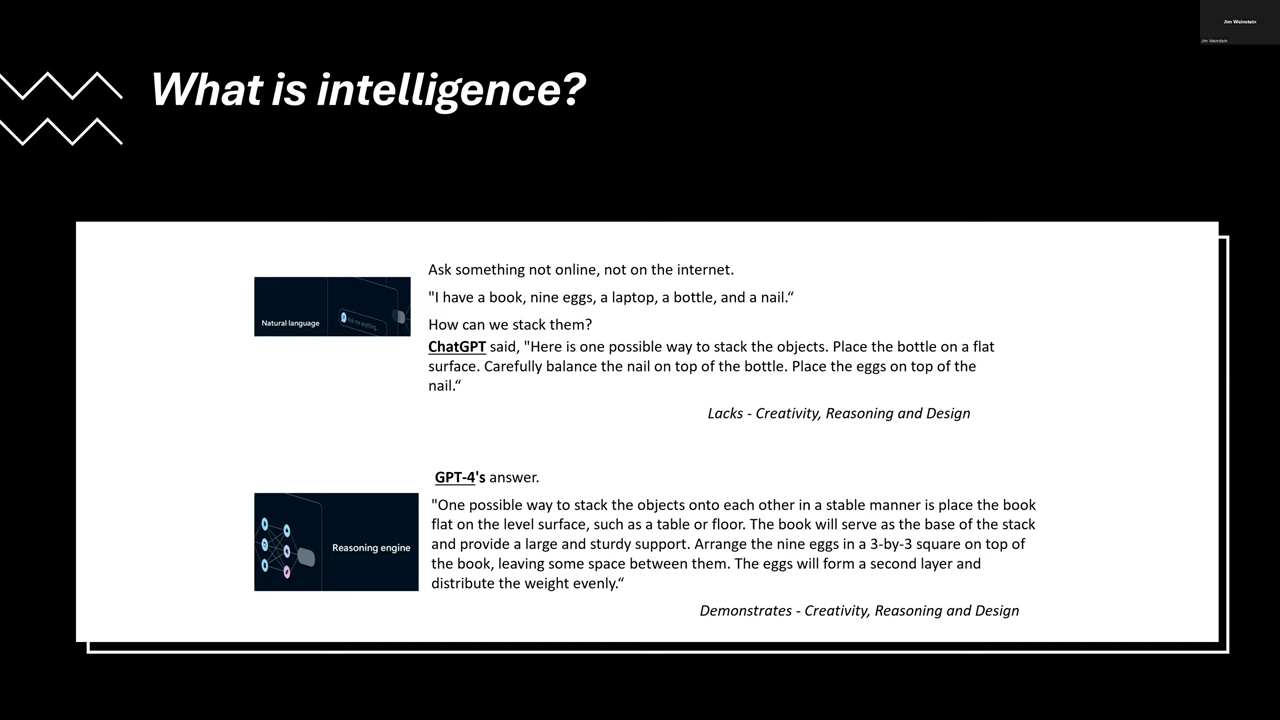 Jim Weinstein
Jim Weinstein
What is intelligence?
Ask something not online, not on the internet.
"I have a book, nine eggs, a laptop, a bottle, and a nail.“
How can we stack them?
ChatGPT said, "Here is one possible way to stack the objects. Place the bottle on a flat
surface. Carefully balance the nail on top of the bottle. Place the eggs on top of the
nail.“
Lacks - Creativity, Reasoning and Design
Natural language
Ask me anything...
GPT-4's answer.
"One possible way to stack the objects onto each other in a stable manner is place the book
flat on the level surface, such as a table or floor. The book will serve as the base of the stack
and provide a large and sturdy support. Arrange the nine eggs in a 3-by-3 square on top of
the book, leaving some space between them. The eggs will form a second layer and
distribute the weight evenly.“
Reasoning engine
Demonstrates - Creativity, Reasoning and Design